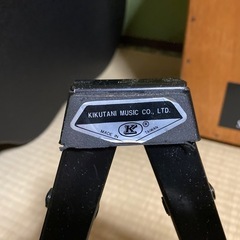 KIKUTANI MUSIC CO., LTD.
MADE IN K ® TAIWAN